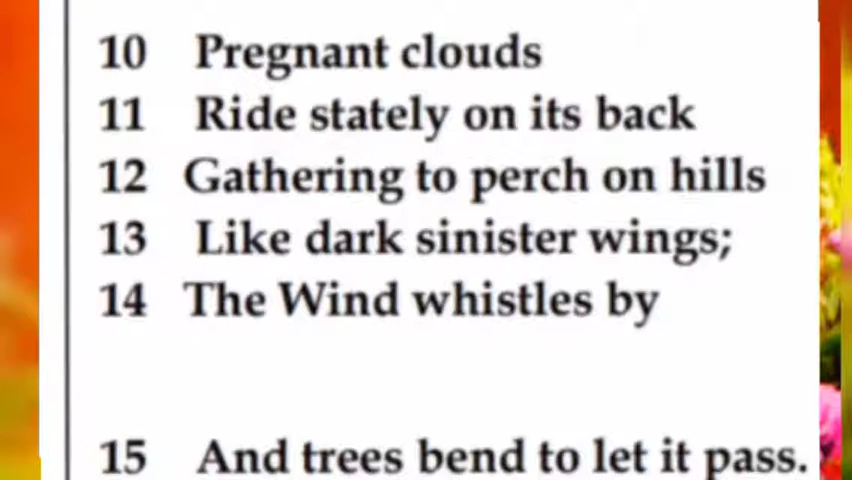 10 Pregnant clouds
11 Ride stately on its back
12 Gathering to perch on hills
13 Like dark sinister wings;
14 The Wind whistles by
15 And trees bend to let it pass.